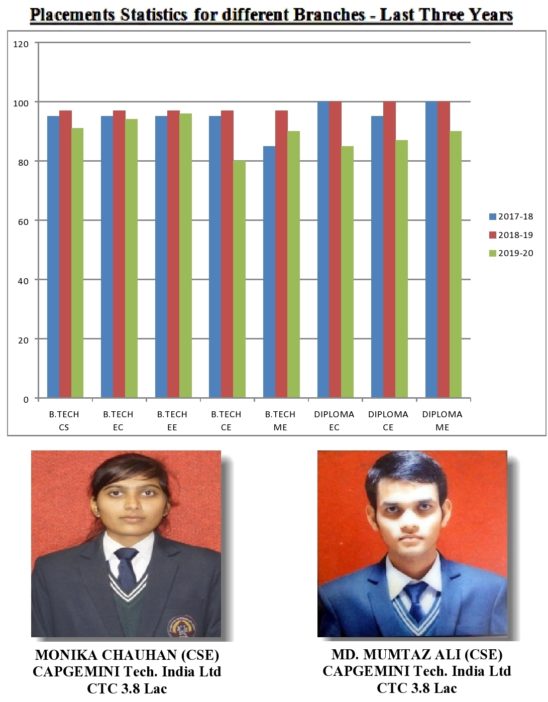 Placements Statistics for different Branches - Last Three Years
120
100
80
60
40
20
0
B.TECH CS
B.TECH EC
B.TECH EE
B.TECH CE
B.TECH ME
DIPLOMA EC
DIPLOMA CE
DIPLOMA ME
2017-18
2018-19
2019-20
MONIKA CHAUHAN (CSE)
CAPGEMINI Tech. India Ltd
CTC 3.8 Lac
MD. MUMTAZ ALI (CSE)
CAPGEMINI Tech. India Ltd
CTC 3.8 Lac